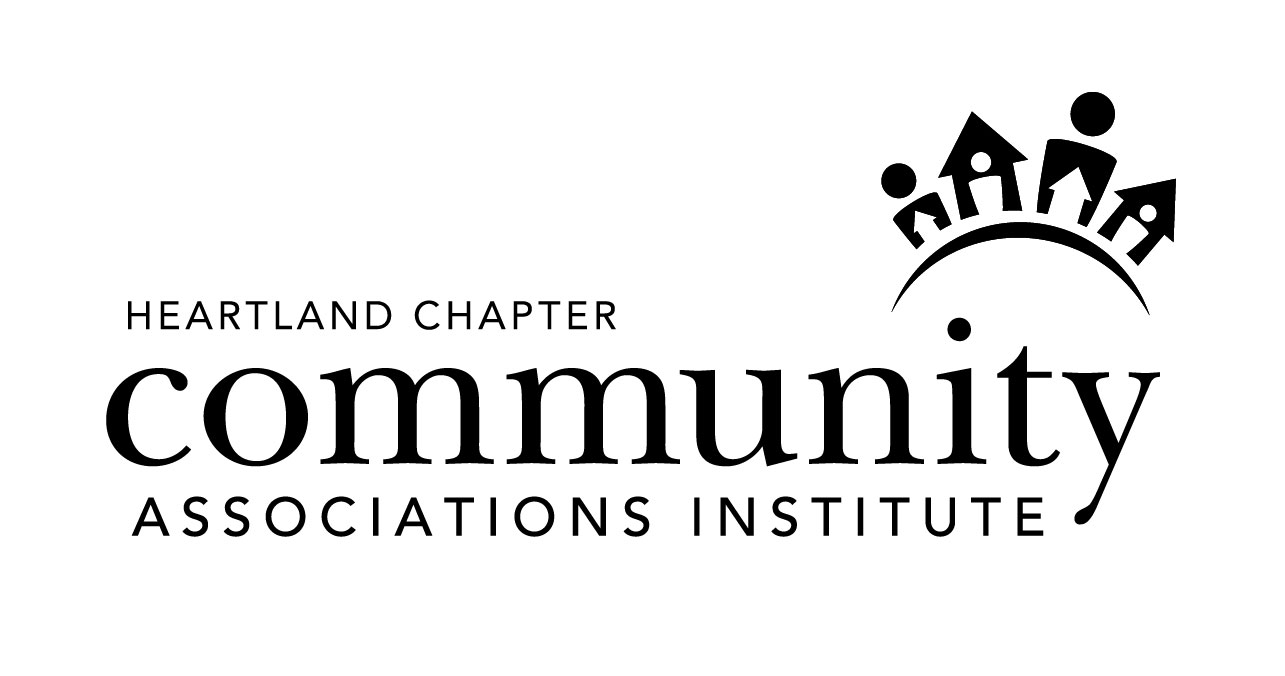 HEARTLAND CHAPTER
community
ASSOCIATIONS INSTITUTE